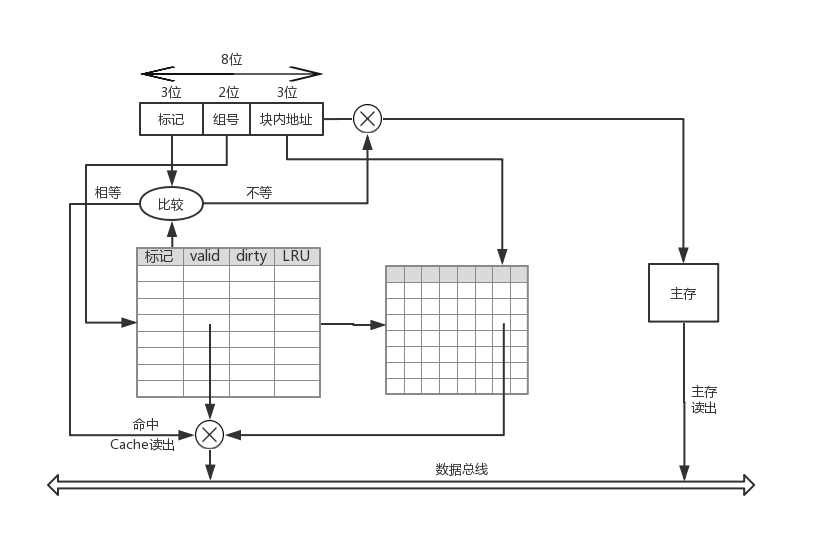 8位
3位 2位 3位
标记 组号 块内地址
相等 不等
比较
标记 valid dirty LRU
主存
主存
读出
命中
Cache读出
数据总线